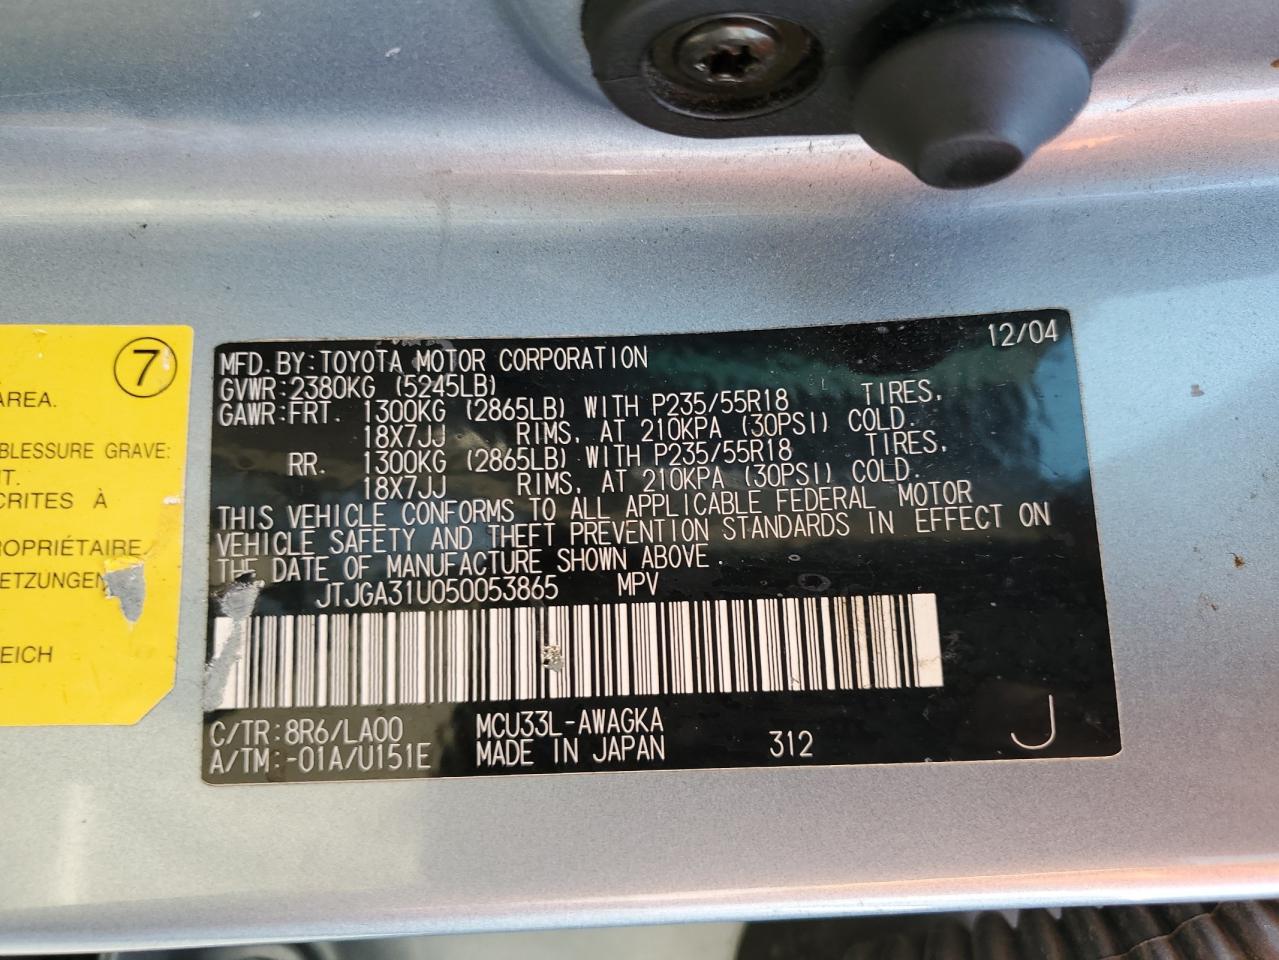 7
ÁREA.
BLESSURE GRAVE:
NT.
CRITES À
ROPRIÉTAIRE.
ETZUNGEN
EICH
12/04
MFD. BY: TOYOTA MOTOR CORPORATION
GVWR: 2380KG (5245LB)
GAWR: FRT. 1300KG (2865LB) WITH P235/55R18 TIRES,
18X7JJ RIMS, AT 210KPA (30PSI) COLD.
RR. 1300KG (2865LB) WITH P235/55R18 TIRES,
18X7JJ RIMS, AT 210KPA (30PSI) COLD.
THIS VEHICLE CONFORMS TO ALL APPLICABLE FEDERAL MOTOR
VEHICLE SAFETY AND THEFT PREVENTION STANDARDS IN EFFECT ON
THE DATE OF MANUFACTURE SHOWN ABOVE.
JTJGA31U050053865 MPV
C/TR: 8R6/LA00 MCU33L-AWAGKA
A/TM: -01A/U151E MADE IN JAPAN 312 J